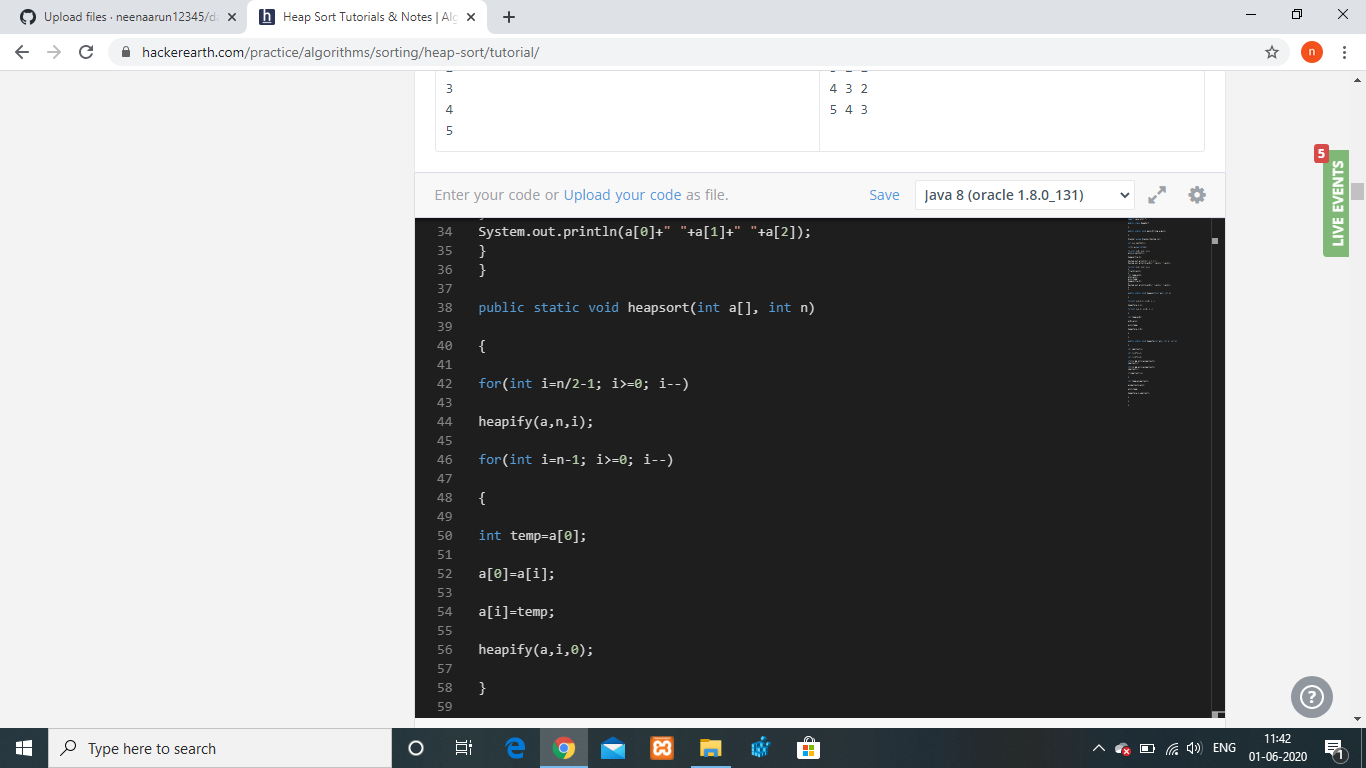 Upload files · neenaarun12345/da
Heap Sort Tutorials & Notes | Alg
hackerearth.com/practice/algorithms/sorting/heap-sort/tutorial/
n
3
4
5
4 3 2
5 4 3
5
LIVE EVENTS
Enter your code or Upload your code as file.
Save
Java 8 (oracle 1.8.0_131)
34 System.out.println(a[0]+" "+a[1]+" "+a[2]);
35 }
36 }
37
38 public static void heapsort(int a[], int n)
39
40 {
41
42 for(int i=n/2-1; i>=0; i--)
43
44 heapify(a,n,i);
45
46 for(int i=n-1; i>=0; i--)
47
48 {
49
50 int temp=a[0];
51
52 a[0]=a[i];
53
54 a[i]=temp;
55
56 heapify(a,i,0);
57
58 }
59
?
Type here to search
ENG
11:42
01-06-2020
1